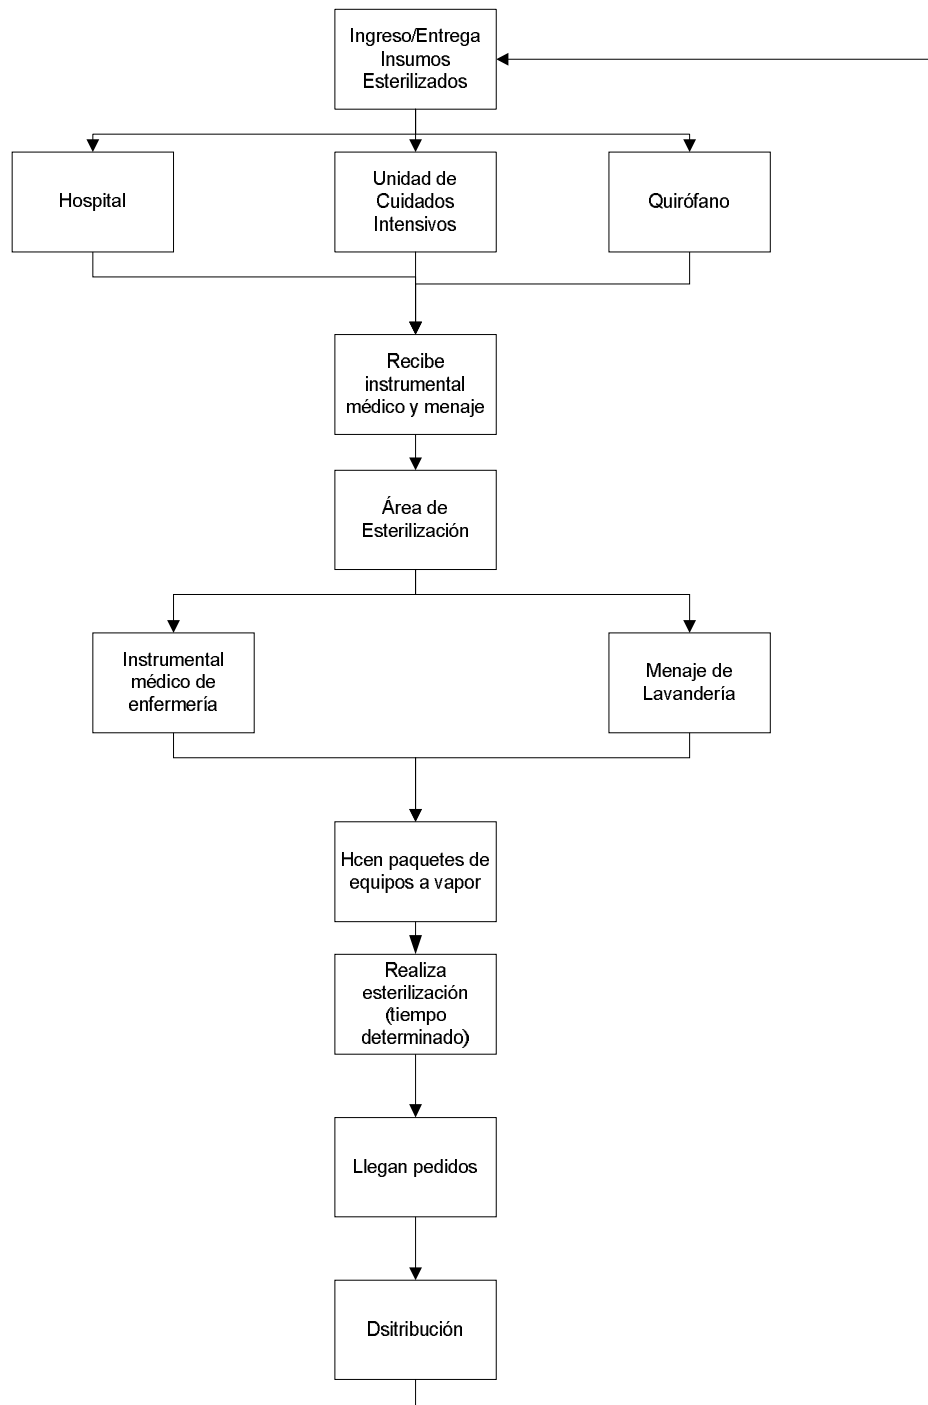 Ingreso/Entrega
Insumos
Esterilizados
Hospital
Unidad de
Cuidados
Intensivos
Quirófano
Recibe
instrumental
médico y menaje
Área de
Esterilización
Instrumental
médico de
enfermería
Menaje de
Lavandería
Hcen paquetes de
equipos a vapor
Realiza
esterilización
(tiempo
determinado)
Llegan pedidos
Dsitribución